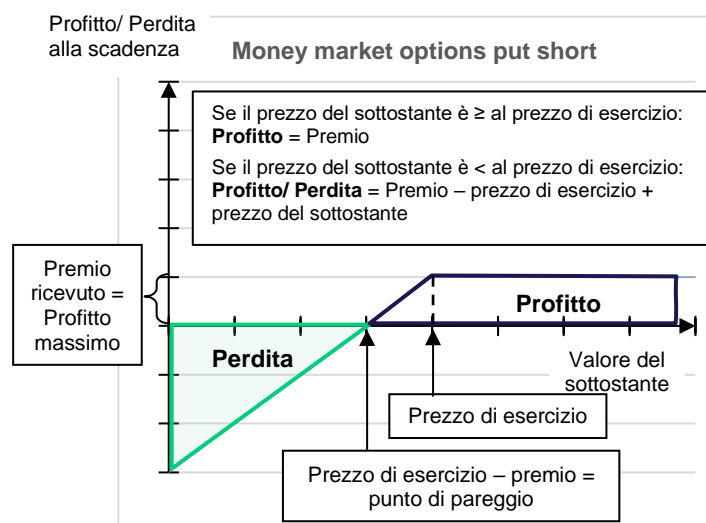 Profitto/ Perdita
alla scadenza
Money market options put short
Se il prezzo del sottostante è ≥ al prezzo di esercizio:
Profitto = Premio
Se il prezzo del sottostante è < al prezzo di esercizio:
Profitto/ Perdita = Premio – prezzo di esercizio +
prezzo del sottostante
Premio
ricevuto =
Profitto
massimo
Profitto
Perdita
Valore del
sottostante
Prezzo di esercizio
Prezzo di esercizio – premio =
punto di pareggio